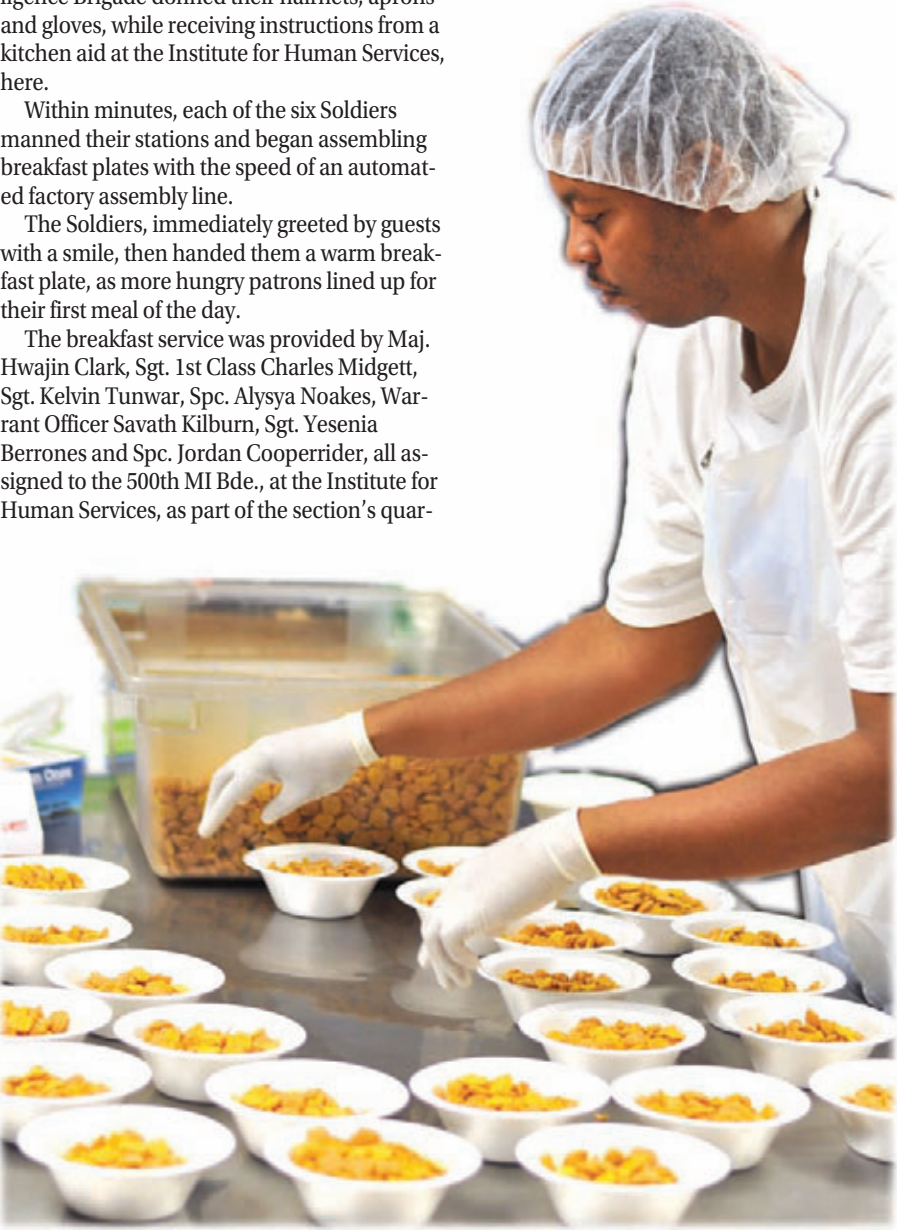 and gloves, while receiving instructions from a
kitchen aid at the Institute for Human Services,
here.
Within minutes, each of the six Soldiers
manned their stations and began assembling
breakfast plates with the speed of an automat-
ed factory assembly line.
The Soldiers, immediately greeted by guests
with a smile, then handed them a warm break-
fast plate, as more hungry patrons lined up for
their first meal of the day.
The breakfast service was provided by Maj.
Hwajin Clark, Sgt. 1st Class Charles Midgett,
Sgt. Kelvin Tunwar, Spc. Alysya Noakes, War-
rant Officer Savath Kilburn, Sgt. Yesenia
Berrones and Spc. Jordan Cooperrider, all as-
signed to the 500th MI Bde., at the Institute for
Human Services, as part of the section's quar-